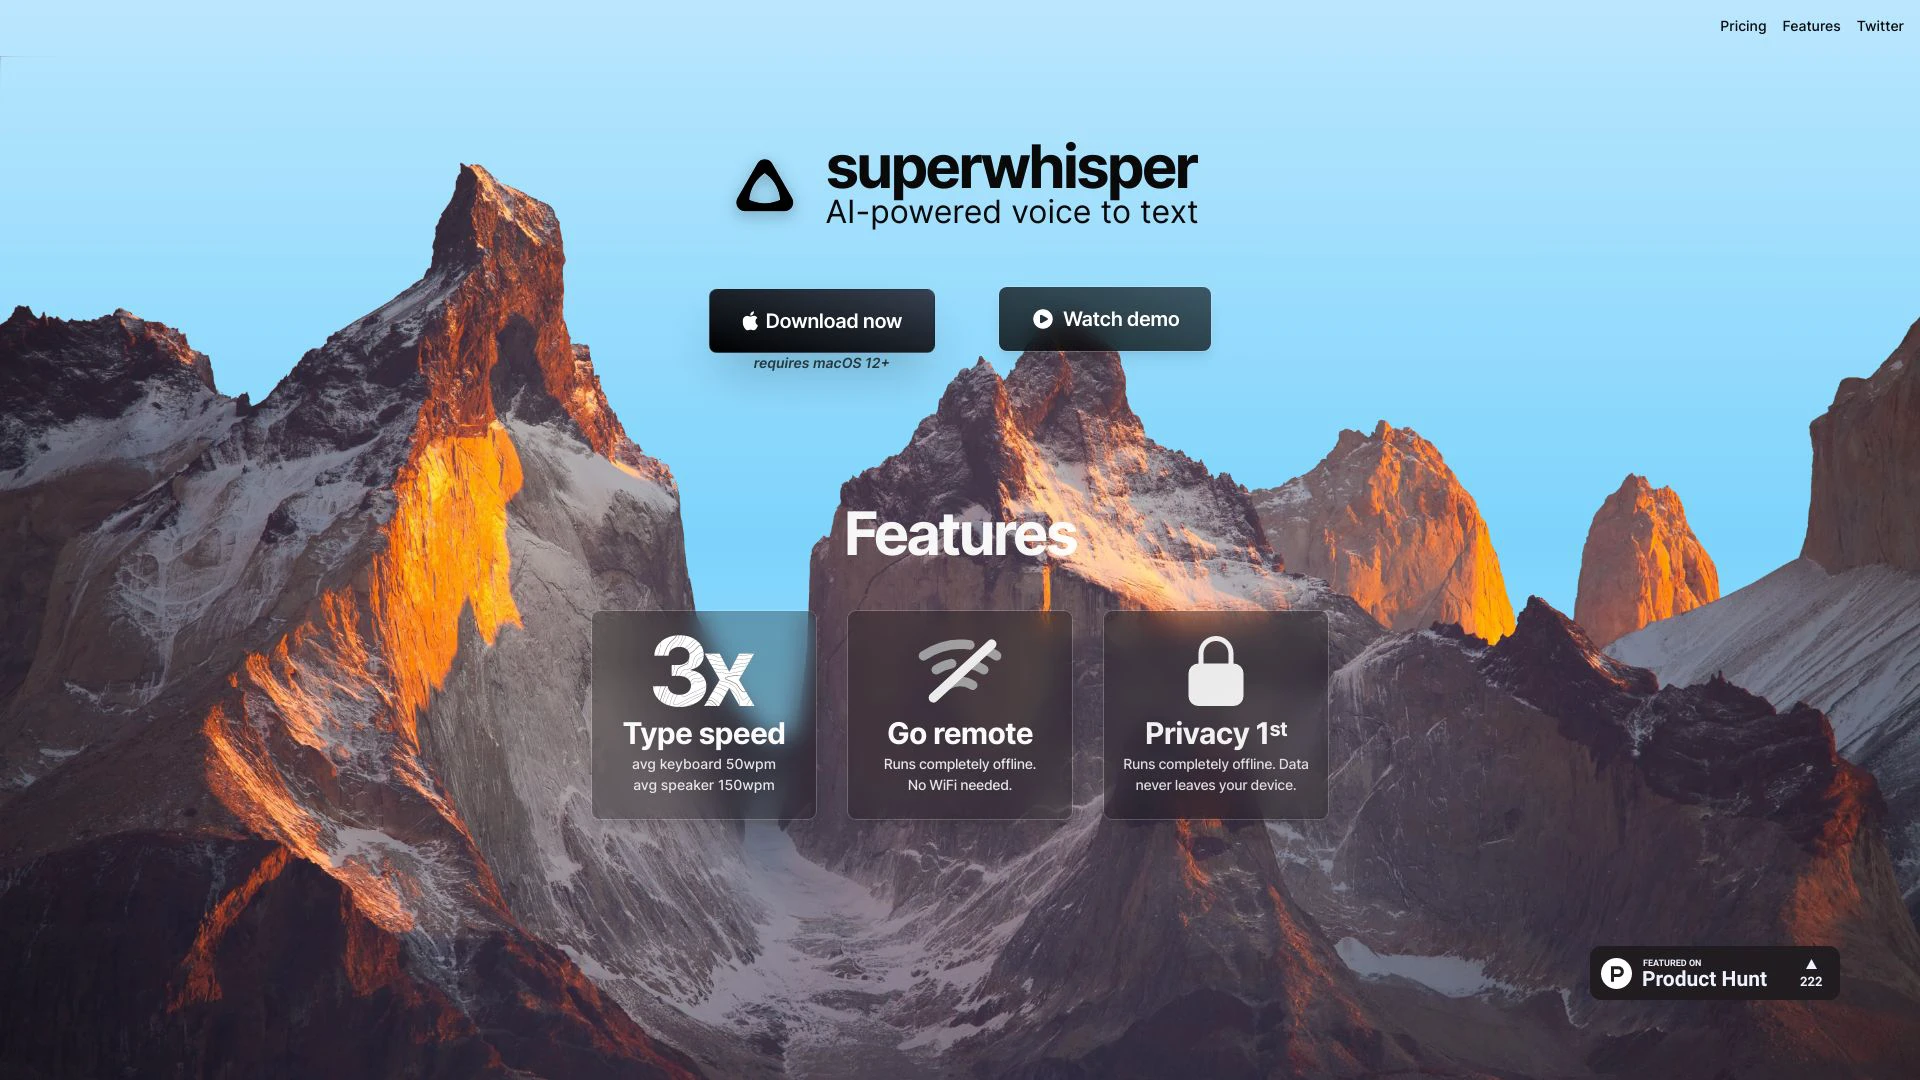 Pricing Features Twitter
superwhisper
AI-powered voice to text
Download now
Watch demo
requires macOS 12+
Features
3x
Type speed
avg keyboard 50wpm
avg speaker 150wpm
Go remote
Runs completely offline.
No WiFi needed.
Privacy 1st
Runs completely offline. Data
never leaves your device.
P
FEATURED ON
Product Hunt
▲
222